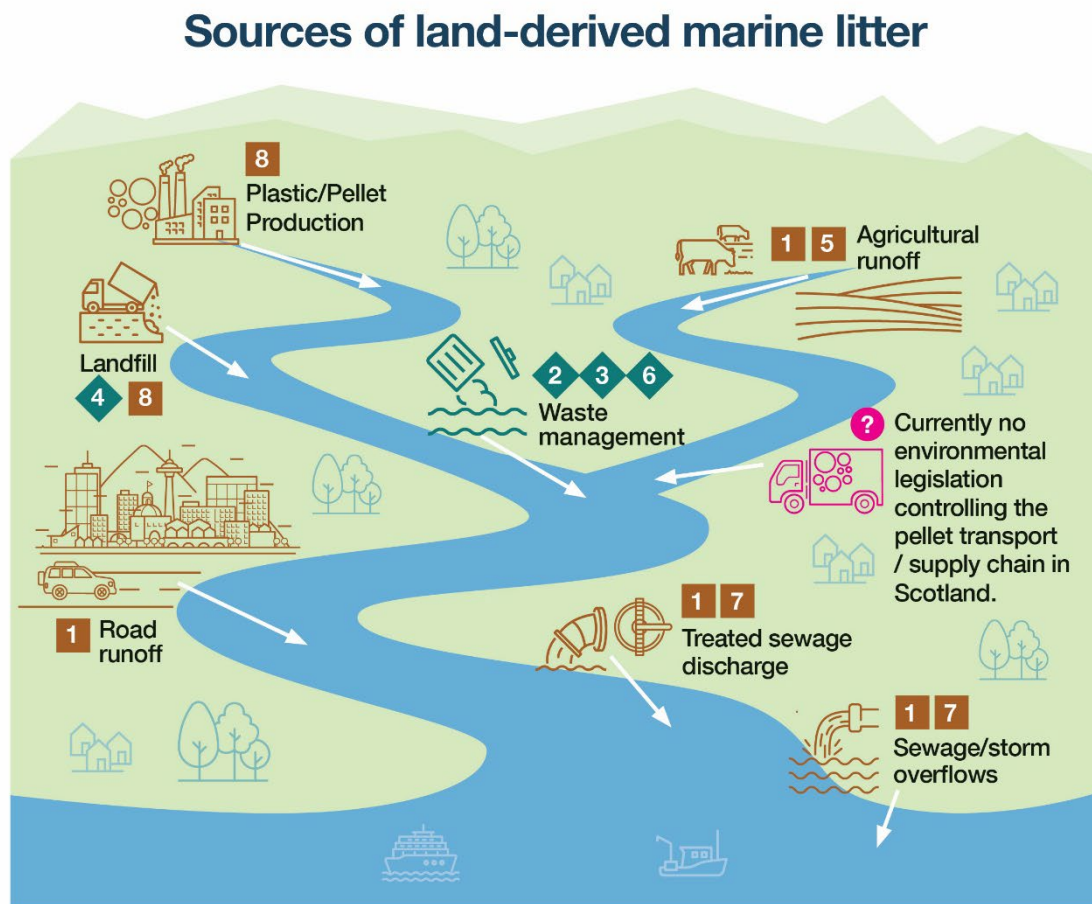 Sources of land-derived marine litter
8
Plastic/Pellet
Production
1 5 Agricultural
runoff
Landfill
4 8
2 3 6
Waste
management
? Currently no
environmental
legislation
controlling the
pellet transport
/ supply chain in
Scotland.
1 Road
runoff
1 7
Treated sewage
discharge
1 7
Sewage/storm
overflows